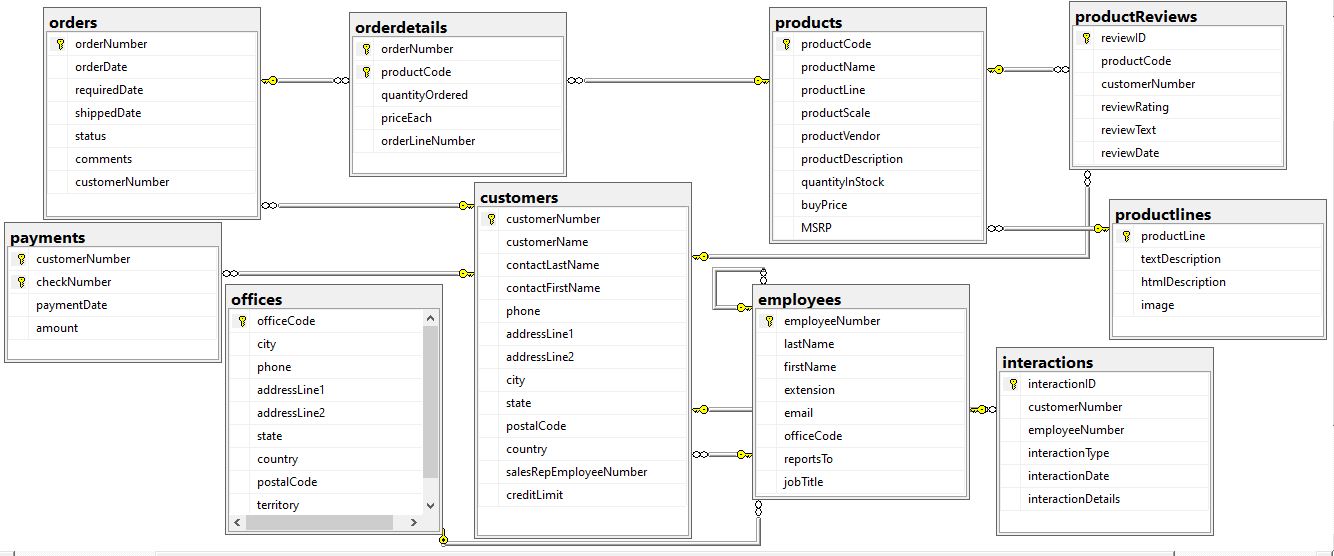 orders
orderNumber
orderDate
requiredDate
shippedDate
status
comments
customerNumber
orderdetails
orderNumber
productCode
quantityOrdered
priceEach
orderLineNumber
products
productCode
productName
productLine
productScale
productVendor
productDescription
quantityInStock
buyPrice
MSRP
productReviews
reviewID
productCode
customerNumber
reviewRating
reviewText
reviewDate
payments
customerNumber
checkNumber
paymentDate
amount
customers
customerNumber
customerName
contactLastName
contactFirstName
phone
addressLine1
addressLine2
city
state
postalCode
country
salesRepEmployeeNumber
creditLimit
productlines
productLine
textDescription
htmlDescription
image
offices
officeCode
city
phone
addressLine1
addressLine2
state
country
postalCode
territory
employees
employeeNumber
lastName
firstName
extension
email
officeCode
reportsTo
jobTitle
interactions
interactionID
customerNumber
employeeNumber
interactionType
interactionDate
interactionDetails